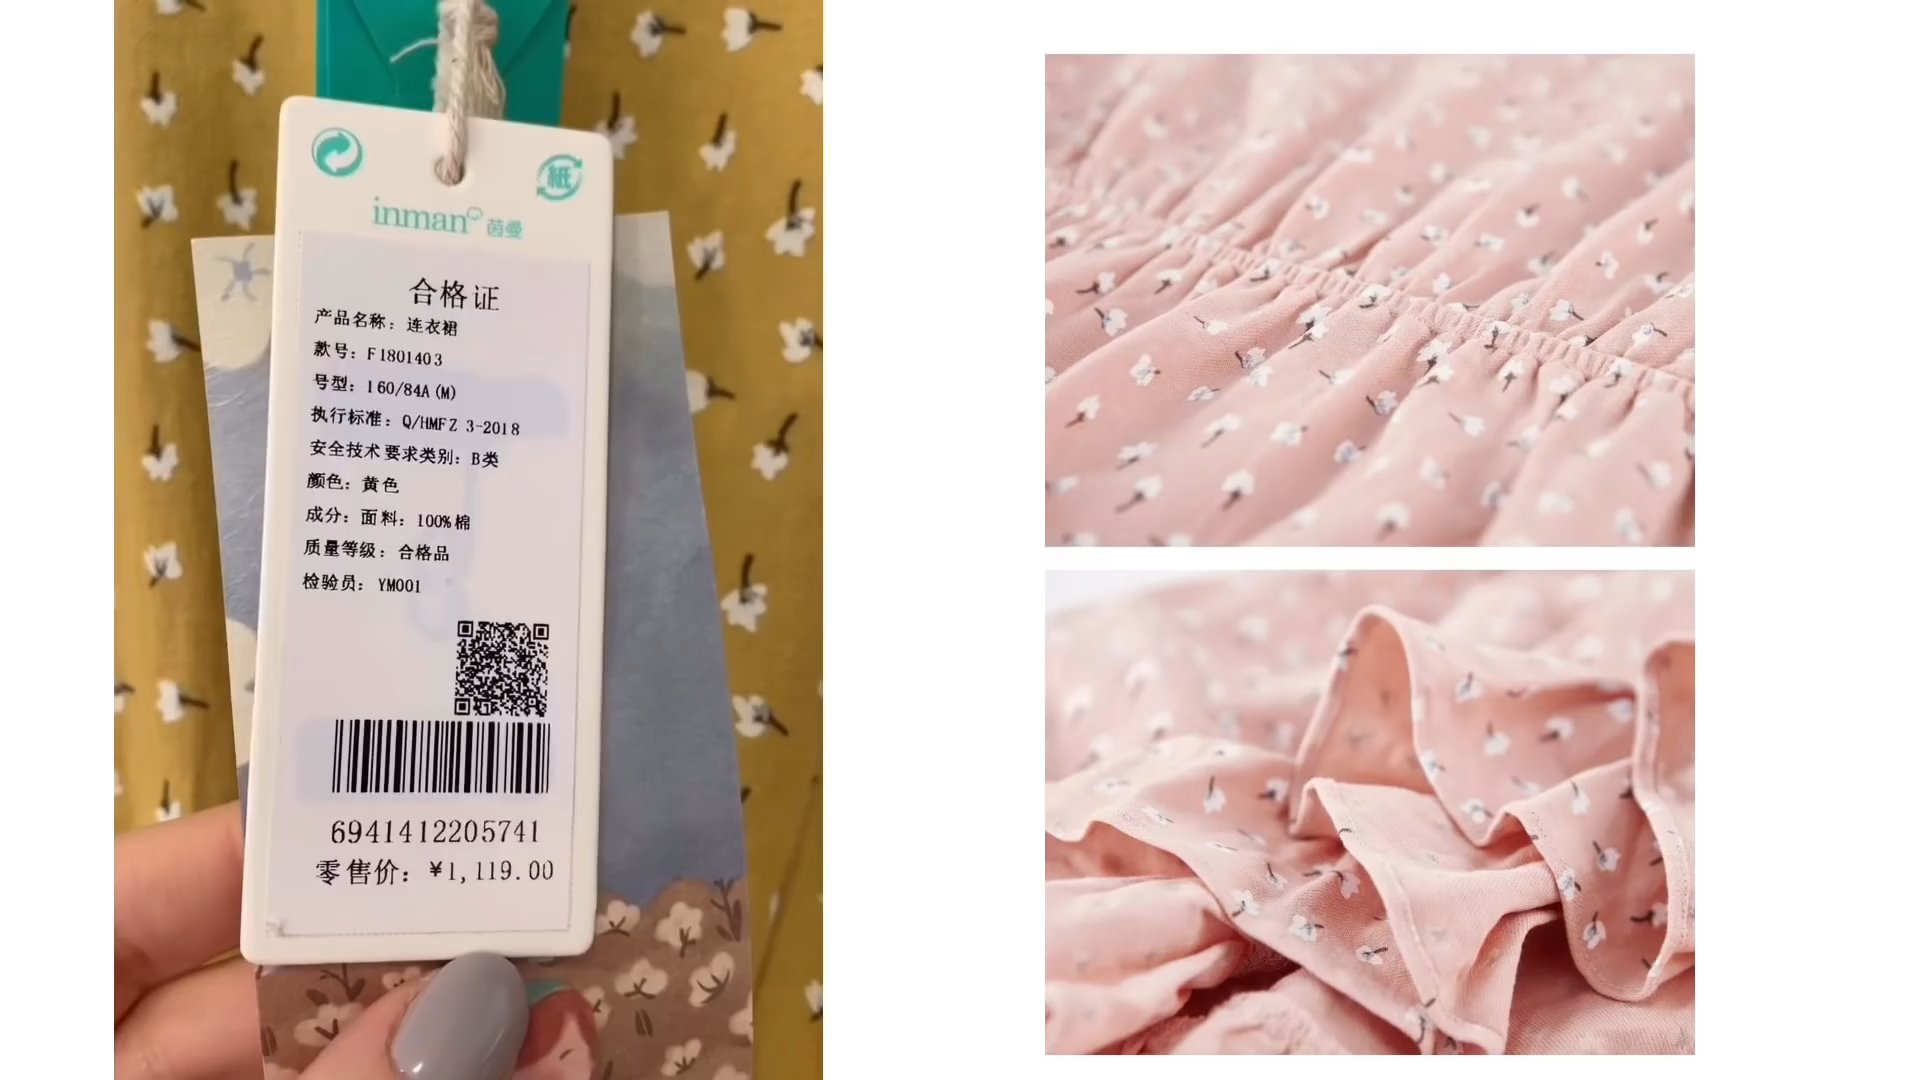 紙
inman 茵曼
合格证
产品名称：连衣裙
款号：F1801403
号型：160/84A(M)
执行标准：Q/HMFZ 3-2018
安全技术要求类别：B类
颜色：黄色
成分：面料：100%棉
质量等级：合格品
检验员：YM001
6941412205741
零售价：¥1,119.00